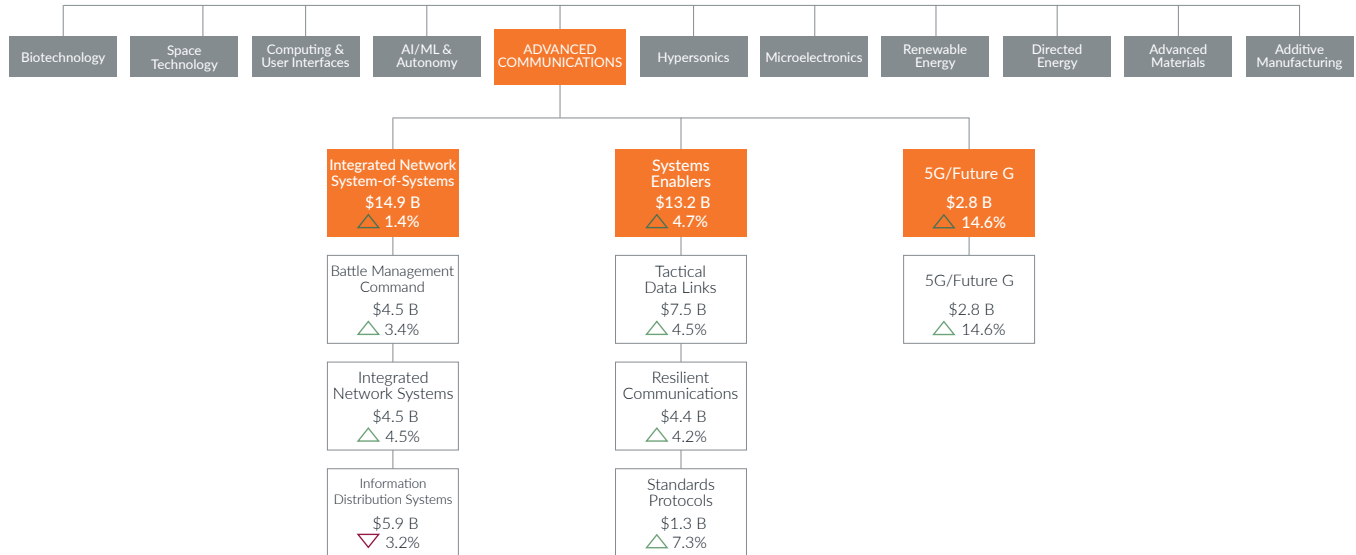 Biotechnology
Space
Technology
Computing &
User Interfaces
AI/ML &
Autonomy
ADVANCED
COMMUNICATIONS
Hypersonics
Microelectronics
Renewable
Energy
Directed
Energy
Advanced
Materials
Additive
Manufacturing
Integrated Network
System-of-Systems
$14.9 B
1.4%
Battle Management
Command
$4.5 B
3.4%
Integrated
Network Systems
$4.5 B
4.5%
Information
Distribution Systems
$5.9 B
3.2%
Systems
Enablers
$13.2 B
4.7%
Tactical
Data Links
$7.5 B
4.5%
Resilient
Communications
$4.4 B
4.2%
Standards
Protocols
$1.3 B
7.3%
5G/Future G
$2.8 B
14.6%
5G/Future G
$2.8 B
14.6%